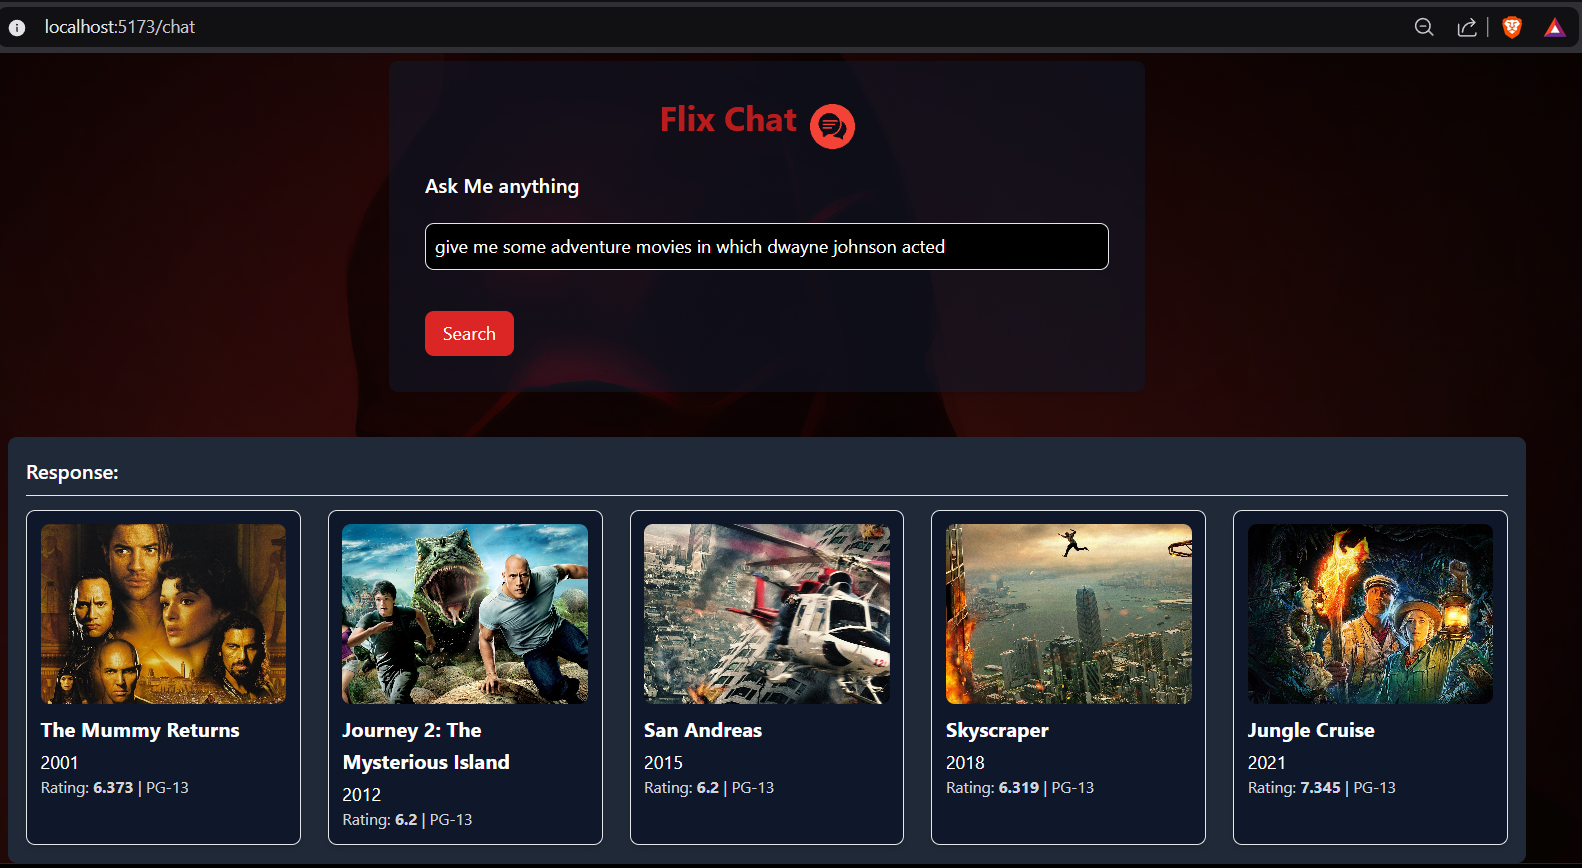 localhost:5173/chat
Flix Chat
Ask Me anything
give me some adventure movies in which dwayne johnson acted
Search
Response:
The Mummy Returns
2001
Rating: 6.373 | PG-13
Journey 2: The
Mysterious Island
2012
Rating: 6.2 | PG-13
San Andreas
2015
Rating: 6.2 | PG-13
Skyscraper
2018
Rating: 6.319 | PG-13
Jungle Cruise
2021
Rating: 7.345 | PG-13